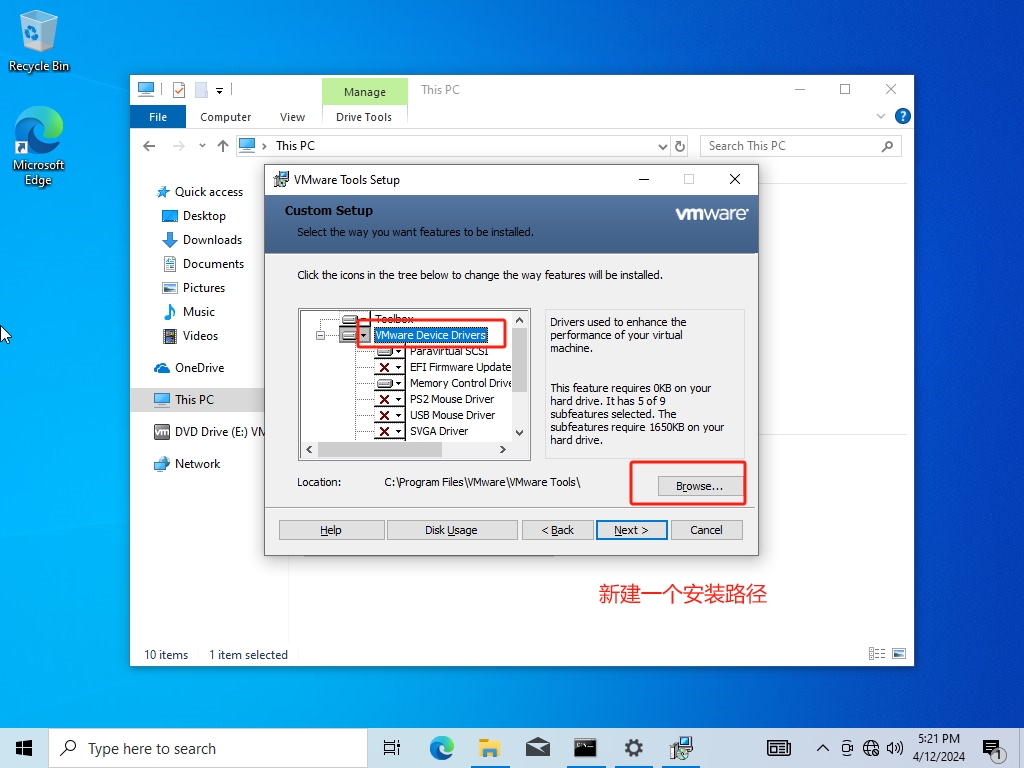 Recycle Bin
Microsoft
Edge
Manage
This PC
File
Computer
View
Drive Tools
This PC
Search This PC
Quick access
Desktop
Downloads
Documents
Pictures
Music
Videos
OneDrive
This PC
DVD Drive (E:) VM
Network
VMware Tools Setup
Custom Setup
vmware
Select the way you want features to be installed.
Click the icons in the tree below to change the way features will be installed.
Toolbox
VMware Device Drivers
Paravirtual SCSI
EFI Firmware Update
Memory Control Drive
PS2 Mouse Driver
USB Mouse Driver
SVGA Driver
Drivers used to enhance the
performance of your virtual
machine.
This feature requires 0KB on your
hard drive. It has 5 of 9
subfeatures selected. The
subfeatures require 1650KB on your
hard drive.
Location:
C:\Program Files\VMware\VMware Tools\
Browse...
Help
Disk Usage
< Back
Next >
Cancel
新建一个安装路径
10 items
1 item selected
Type here to search
5:21 PM
4/12/2024
1